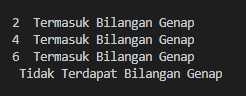 2  Termasuk Bilangan Genap
4  Termasuk Bilangan Genap
6  Termasuk Bilangan Genap
 Tidak Terdapat Bilangan Genap